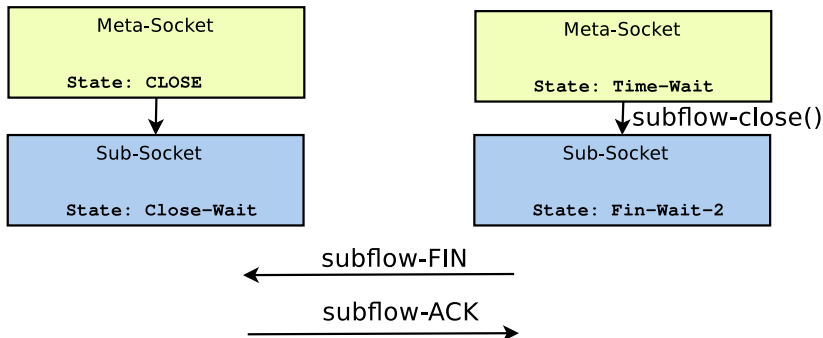 Meta-Socket
State: CLOSE
Sub-Socket
State: Close-Wait
Meta-Socket
State: Time-Wait
subflow-close()
Sub-Socket
State: Fin-Wait-2
subflow-FIN
subflow-ACK